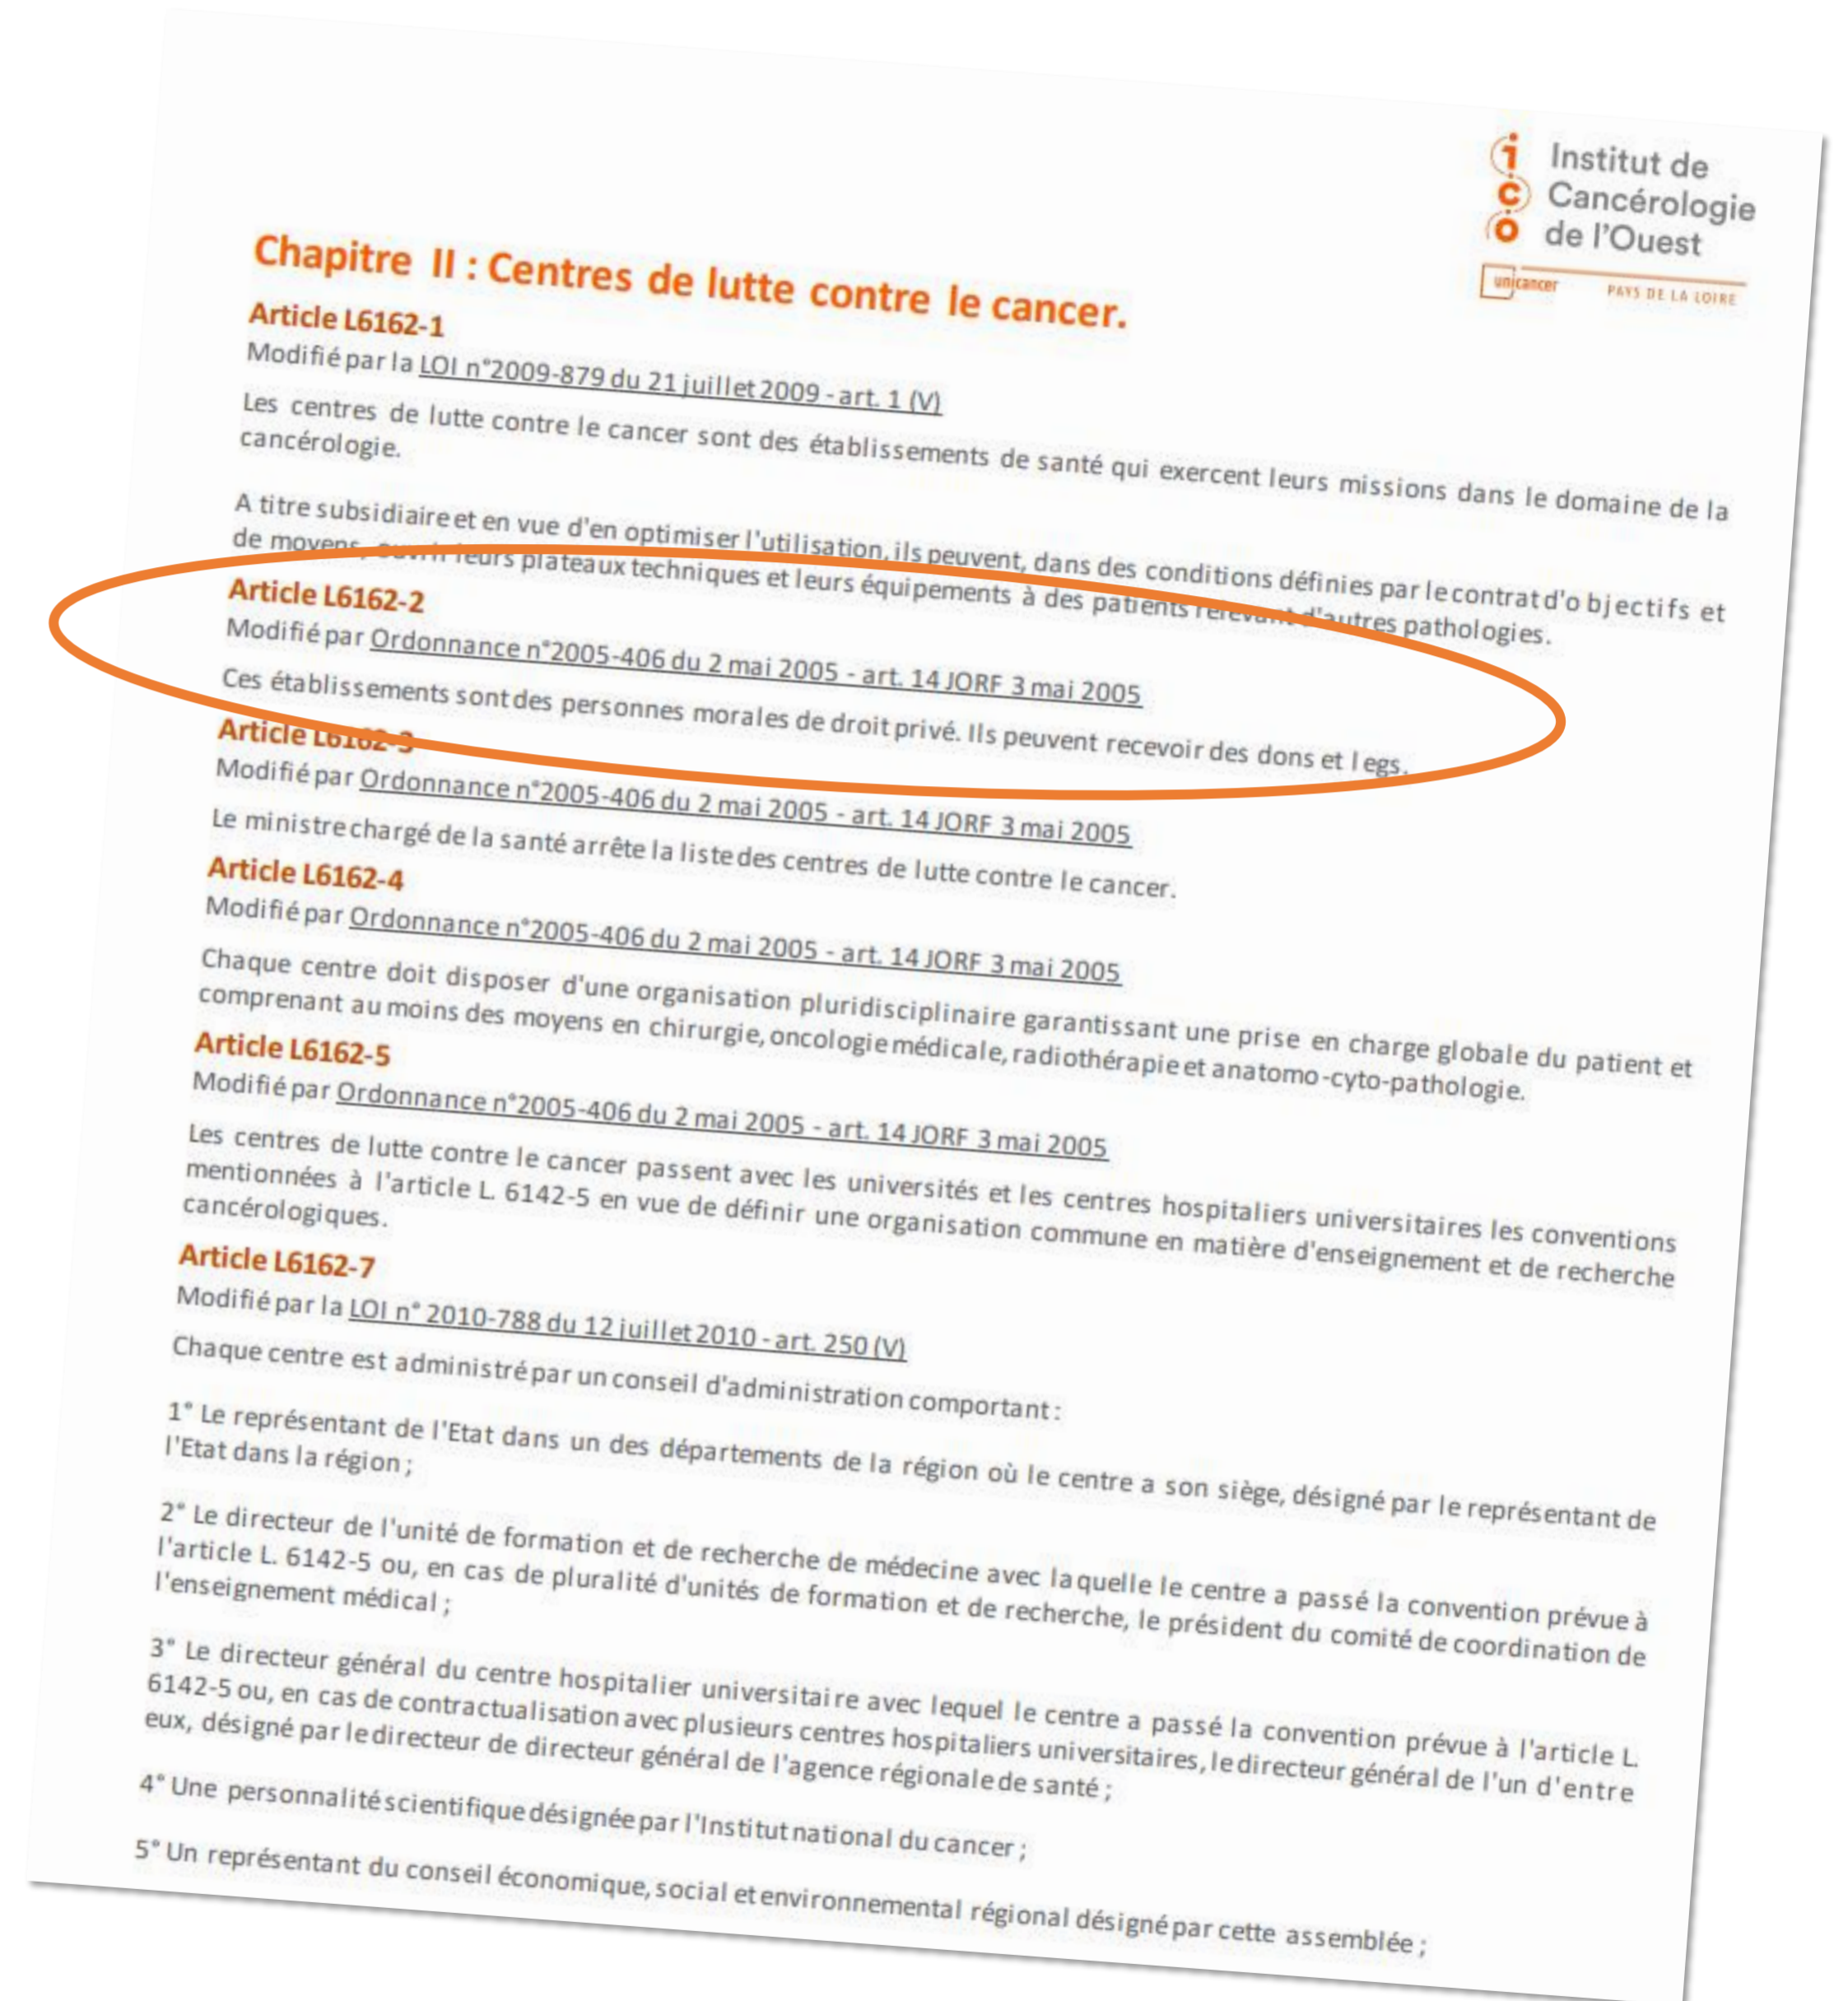 Institut de
Cancérologie
de l'Ouest
unicancer PAYS DE LA LOIRE
Chapitre II : Centres de lutte contre le cancer.
Article L6162-1
Modifié par la LOI n°2009-879 du 21 juillet 2009 - art. 1 (V)
Les centres de lutte contre le cancer sont des établissements de santé qui exercent leurs missions dans le domaine de la
cancérologie.
A titre subsidiaire et en vue d'en optimiser l'utilisation, ils peuvent, dans des conditions définies par le contrat d'objectifs et
de moyens, ouvrir leurs plateaux techniques et leurs équipements à des patients relevant d'autres pathologies.
Article L6162-2
Modifié par Ordonnance n°2005-406 du 2 mai 2005 - art. 14 JORF 3 mai 2005
Ces établissements sont des personnes morales de droit privé. Ils peuvent recevoir des dons et legs.
Article L6162-3
Modifié par Ordonnance n°2005-406 du 2 mai 2005 - art. 14 JORF 3 mai 2005
Le ministre chargé de la santé arrête la liste des centres de lutte contre le cancer.
Article L6162-4
Modifié par Ordonnance n°2005-406 du 2 mai 2005 - art. 14 JORF 3 mai 2005
Chaque centre doit disposer d'une organisation pluridisciplinaire garantissant une prise en charge globale du patient et
comprenant au moins des moyens en chirurgie, oncologie médicale, radiothérapie et anatomo-cyto-pathologie.
Article L6162-5
Modifié par Ordonnance n°2005-406 du 2 mai 2005 - art. 14 JORF 3 mai 2005
Les centres de lutte contre le cancer passent avec les universités et les centres hospitaliers universitaires les conventions
mentionnées à l'article L. 6142-5 en vue de définir une organisation commune en matière d'enseignement et de recherche
cancérologiques.
Article L6162-7
Modifié par la LOI n° 2010-788 du 12 juillet 2010 - art. 250 (V)
Chaque centre est administré par un conseil d'administration comportant :
1° Le représentant de l'Etat dans un des départements de la région où le centre a son siège, désigné par le représentant de
l'Etat dans la région ;
2° Le directeur de l'unité de formation et de recherche de médecine avec laquelle le centre a passé la convention prévue à
l'article L. 6142-5 ou, en cas de pluralité d'unités de formation et de recherche, le président du comité de coordination de
l'enseignement médical ;
3° Le directeur général du centre hospitalier universitaire avec lequel le centre a passé la convention prévue à l'article L.
6142-5 ou, en cas de contractualisation avec plusieurs centres hospitaliers universitaires, le directeur général de l'un d'entre
eux, désigné par le directeur de directeur général de l'agence régionale de santé ;
4° Une personnalité scientifique désignée par l'Institut national du cancer ;
5° Un représentant du conseil économique, social et environnemental régional désigné par cette assemblée ;